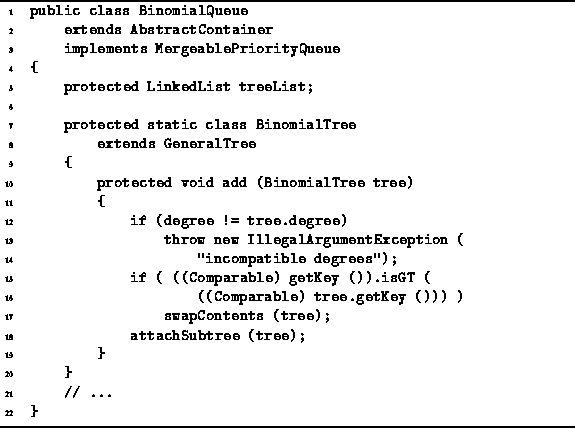 1 public class BinomialQueue
2     extends AbstractContainer
3     implements MergeablePriorityQueue
4 {
5     protected LinkedList treeList;
6
7     protected static class BinomialTree
8         extends GeneralTree
9     {
10         protected void add (BinomialTree tree)
11         {
12             if (degree != tree.degree)
13                 throw new IllegalArgumentException (
14                     "incompatible degrees");
15             if ( ((Comparable) getKey ()).isGT (
16                     ((Comparable) tree.getKey ())) )
17                 swapContents (tree);
18             attachSubtree (tree);
19         }
20     }
21     // ...
22 }